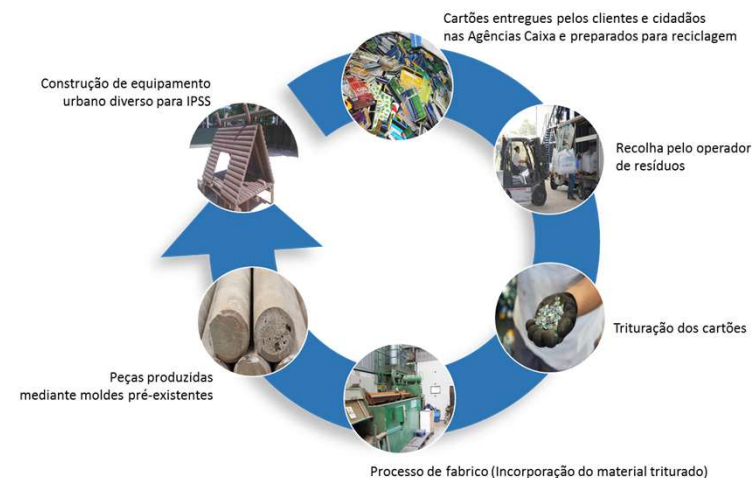 Cartões entregues pelos clientes e cidadãos
nas Agências Caixa e preparados para reciclagem
Construção de equipamento
urbano diverso para IPSS
Recolha pelo operador
de resíduos
Trituração dos cartões
Peças produzidas
mediante moldes pré-existentes
Processo de fabrico (Incorporação do material triturado)